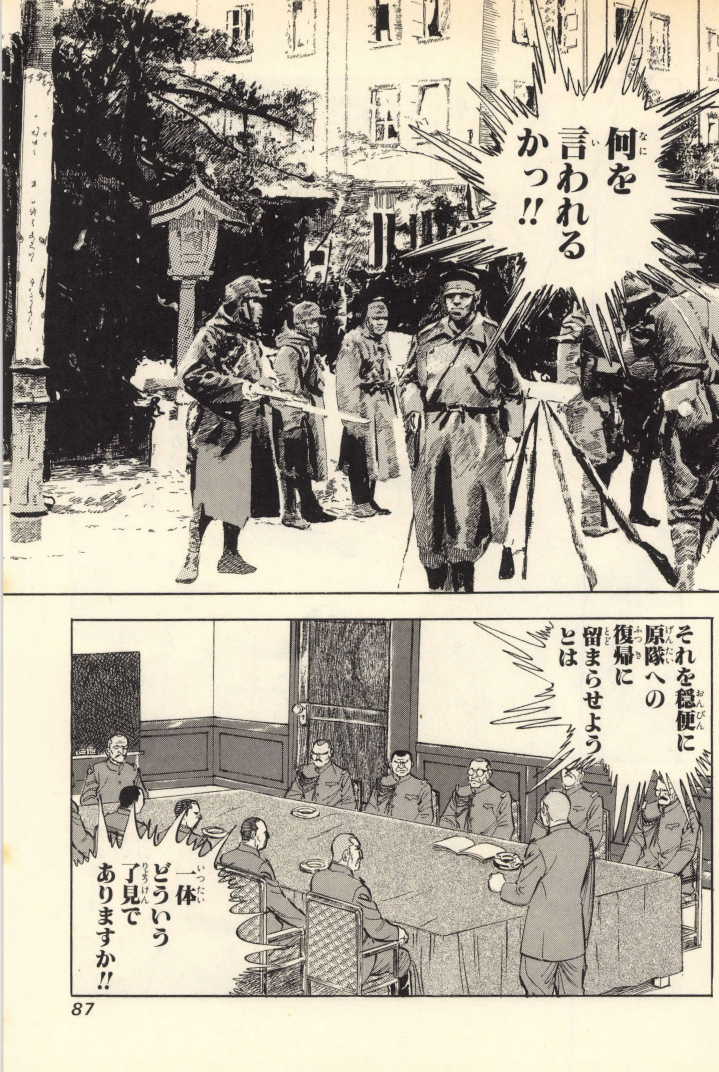 何を
言われる
かっ!!
それを穏便に
原隊への
復帰に
留まらせよう
とは
一体
どういう
了見で
ありますか!!
87